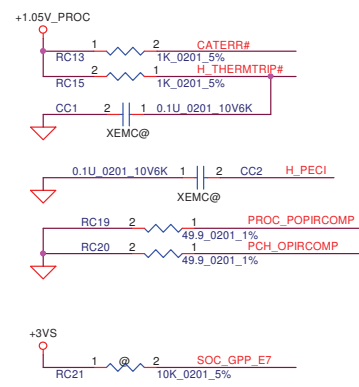 +1.05V_PROC
1 2 CATERR#
RC13 1K_0201_5%
2 1 H_THERMTRIP#
RC15 1K_0201_5%
CC1 2 1 0.1U_0201_10V6K
XEMC@
0.1U_0201_10V6K 1 2 CC2 H_PECI
XEMC@
RC19 2 1 PROC_POPIRCOMP
49.9_0201_1%
RC20 2 1 PCH_OPIRCOMP
49.9_0201_1%
+3VS
1 @ 2 SOC_GPP_E7
RC21 10K_0201_5%